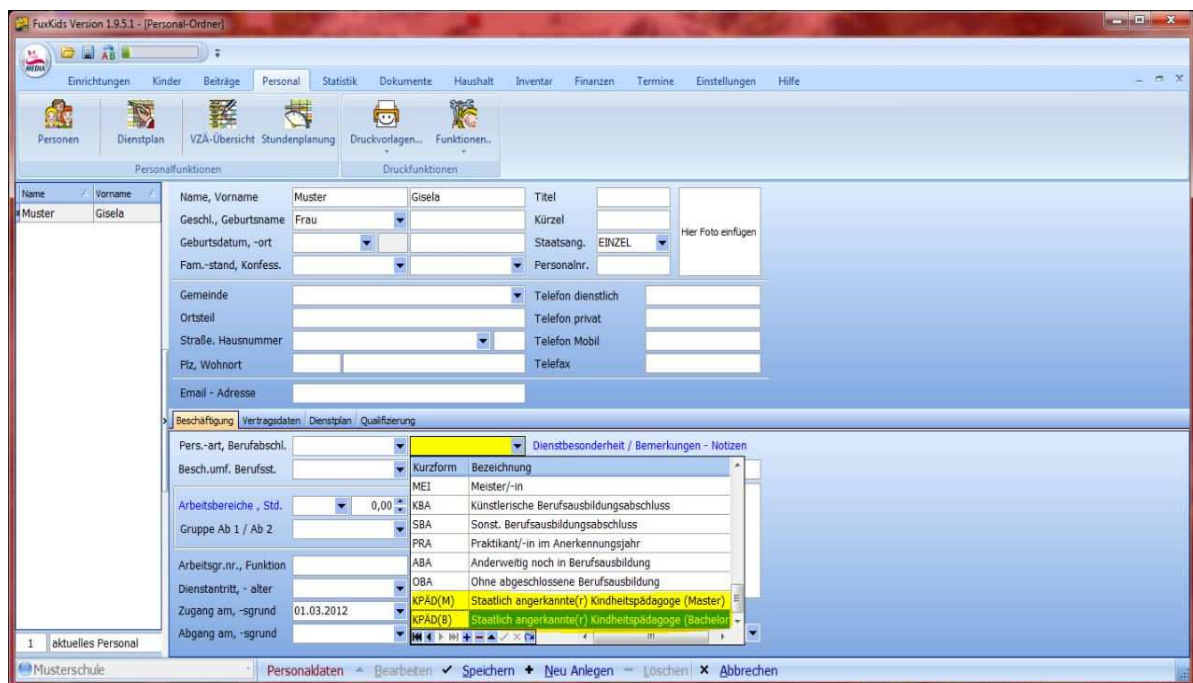 FuxKids Version 1.9.5.1 - [Personal-Ordner]
MEDIA
Einrichtungen Kinder Beiträge Personal Statistik Dokumente Haushalt Inventar Finanzen Termine Einstellungen Hilfe
Personen Dienstplan VZÄ-Übersicht Stundenplanung Druckvorlagen... Funktionen..
Personalfunktionen Druckfunktionen
Name Vorname
Muster Gisela
Name, Vorname Muster Gisela Titel
Geschl., Geburtsname Frau Kürzel
Hier Foto einfügen
Geburtsdatum, -ort Staatsang. EINZEL
Fam.-stand, Konfess. Personalnr.
Gemeinde Telefon dienstlich
Ortsteil Telefon privat
Straße. Hausnummer Telefon Mobil
Plz, Wohnort Telefax
Email - Adresse
Beschäftigung Vertragsdaten Dienstplan Qualifizierung
Pers.-art, Berufabschl. Dienstbesonderheit / Bemerkungen - Notizen
Besch.umf. Berufsst. Kurzform Bezeichnung
MEI Meister/-in
Arbeitsbereiche , Std. 0,00 KBA Künstlerische Berufsausbildungsabschluss
Gruppe Ab 1 / Ab 2 SBA Sonst. Berufsausbildungsabschluss
PRA Praktikant/-in im Anerkennungsjahr
Arbeitsgr.nr., Funktion ABA Anderweitig noch in Berufsausbildung
Dienstantritt, - alter OBA Ohne abgeschlossene Berufsausbildung
Zugang am, -sgrund 01.03.2012 KPÄD(M) Staatlich angerkannte(r) Kindheitspädagoge (Master)
KPÄD(B) Staatlich angerkannte(r) Kindheitspädagoge (Bachelor
Abgang am, -sgrund
1 aktuelles Personal
Musterschule Personaldaten Bearbeiten Speichern Neu Anlegen Löschen Abbrechen